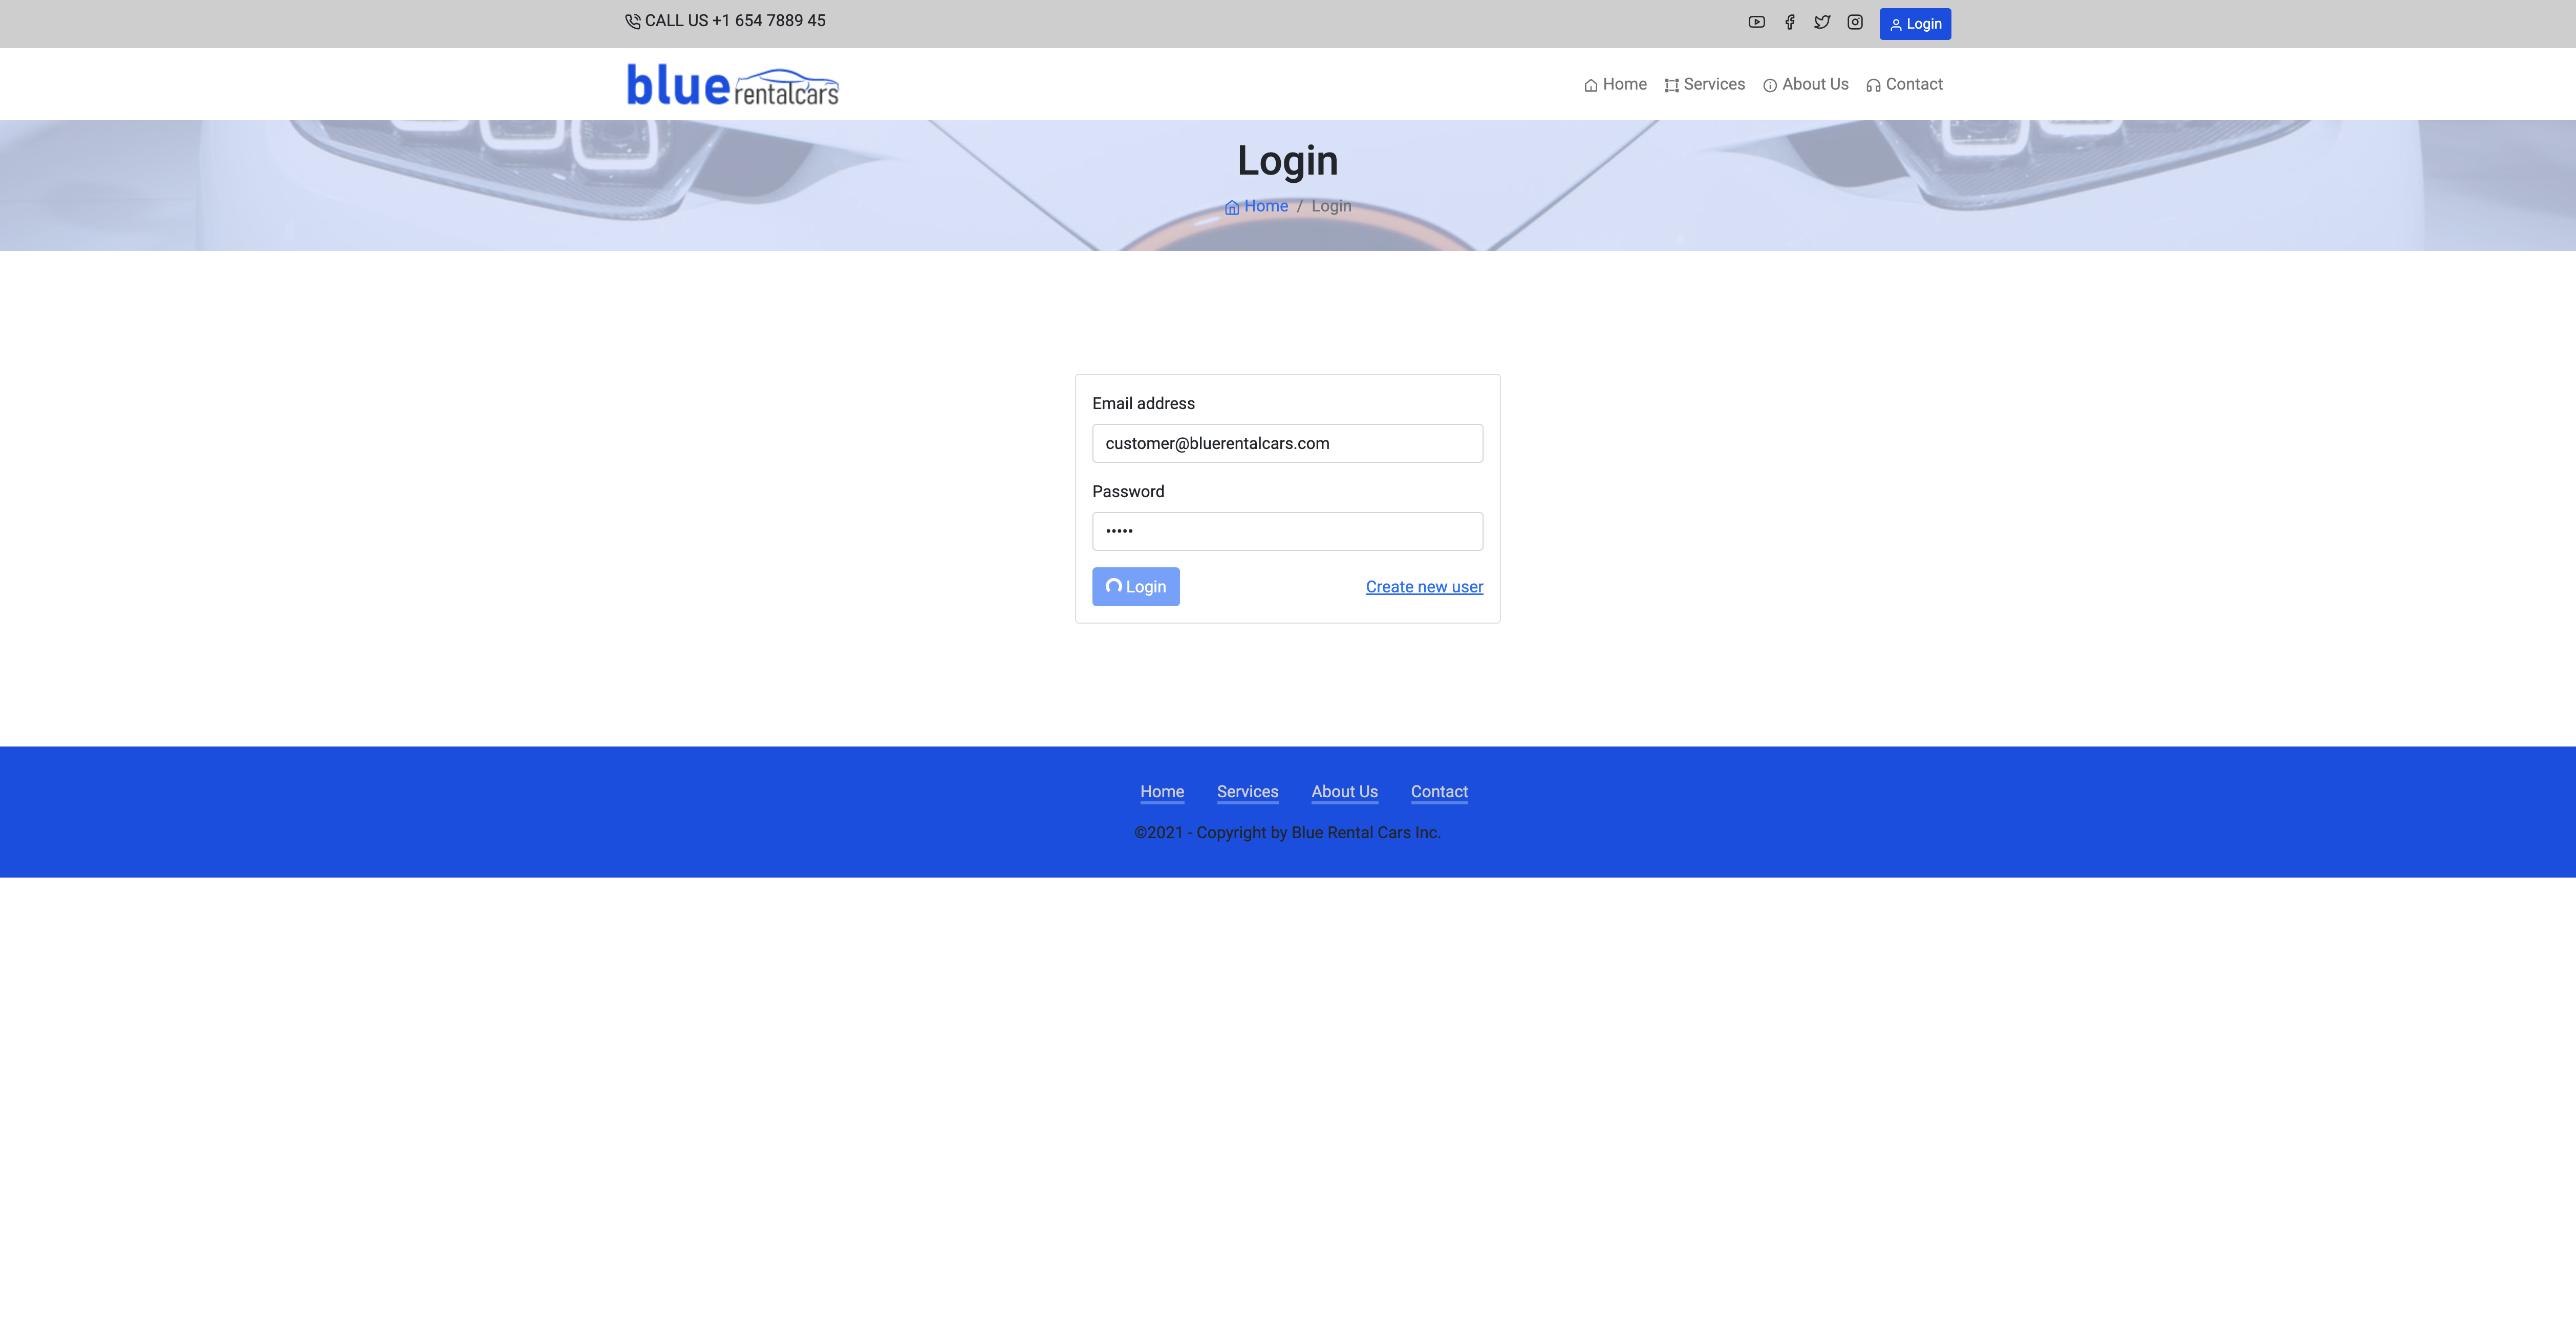 CALL US +1 654 7889 45
Login
blue rentalcars
Home Services About Us Contact
Login
Home / Login
Email address
customer@bluerentalcars.com
Password
•••••
Login
Create new user
Home Services About Us Contact
©2021 - Copyright by Blue Rental Cars Inc.